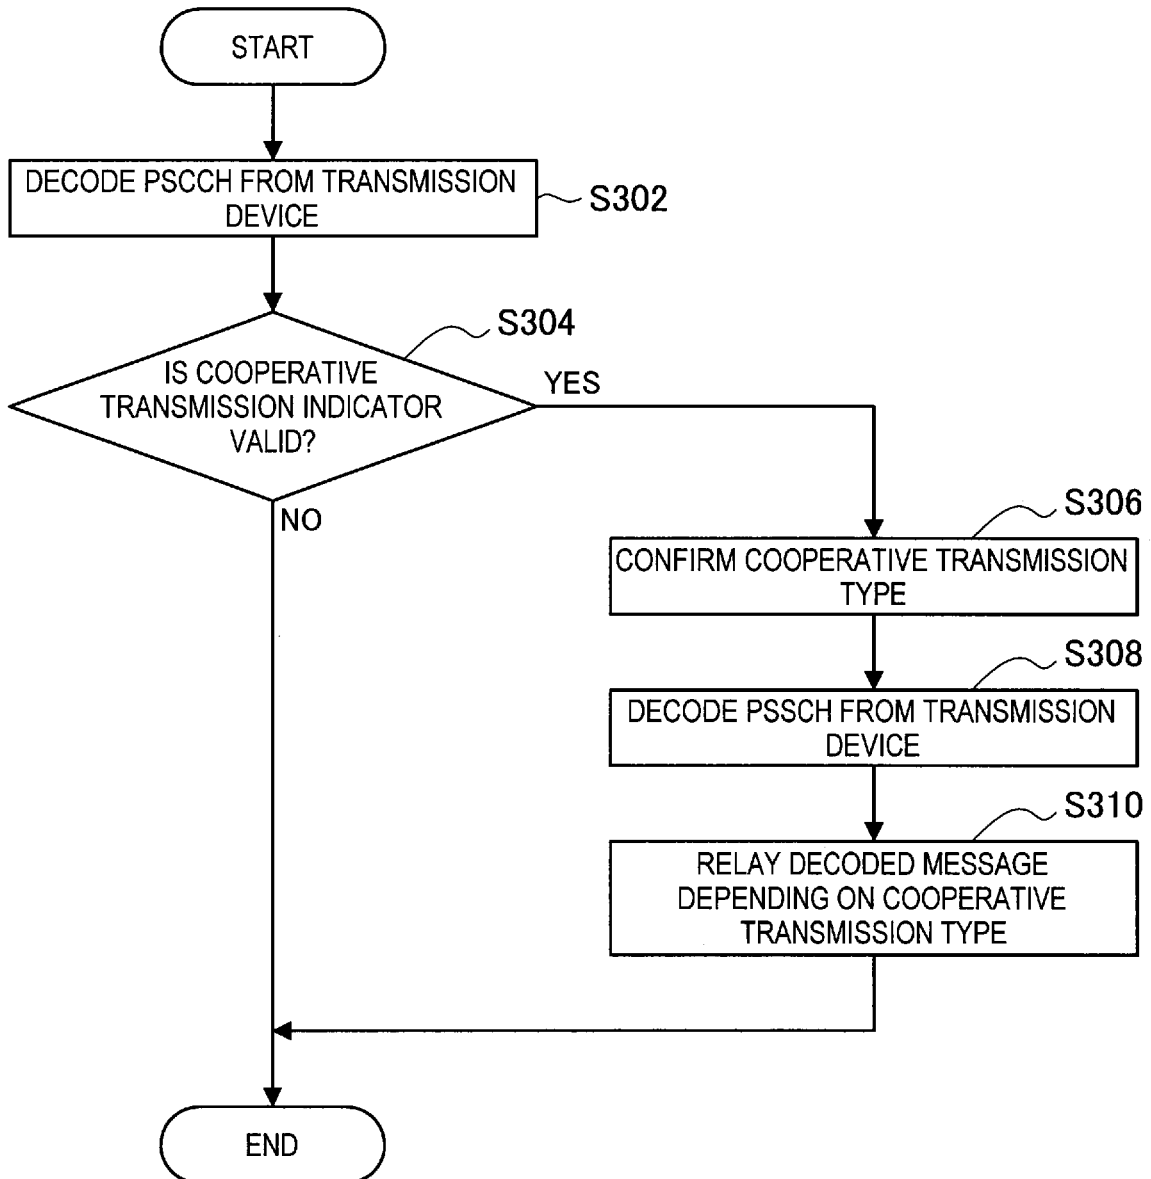 START
DECODE PSCCH FROM TRANSMISSION
DEVICE
S302
S304
IS COOPERATIVE
TRANSMISSION INDICATOR
VALID?
YES
NO
S306
CONFIRM COOPERATIVE TRANSMISSION
TYPE
S308
DECODE PSSCH FROM TRANSMISSION
DEVICE
S310
RELAY DECODED MESSAGE
DEPENDING ON COOPERATIVE
TRANSMISSION TYPE
END